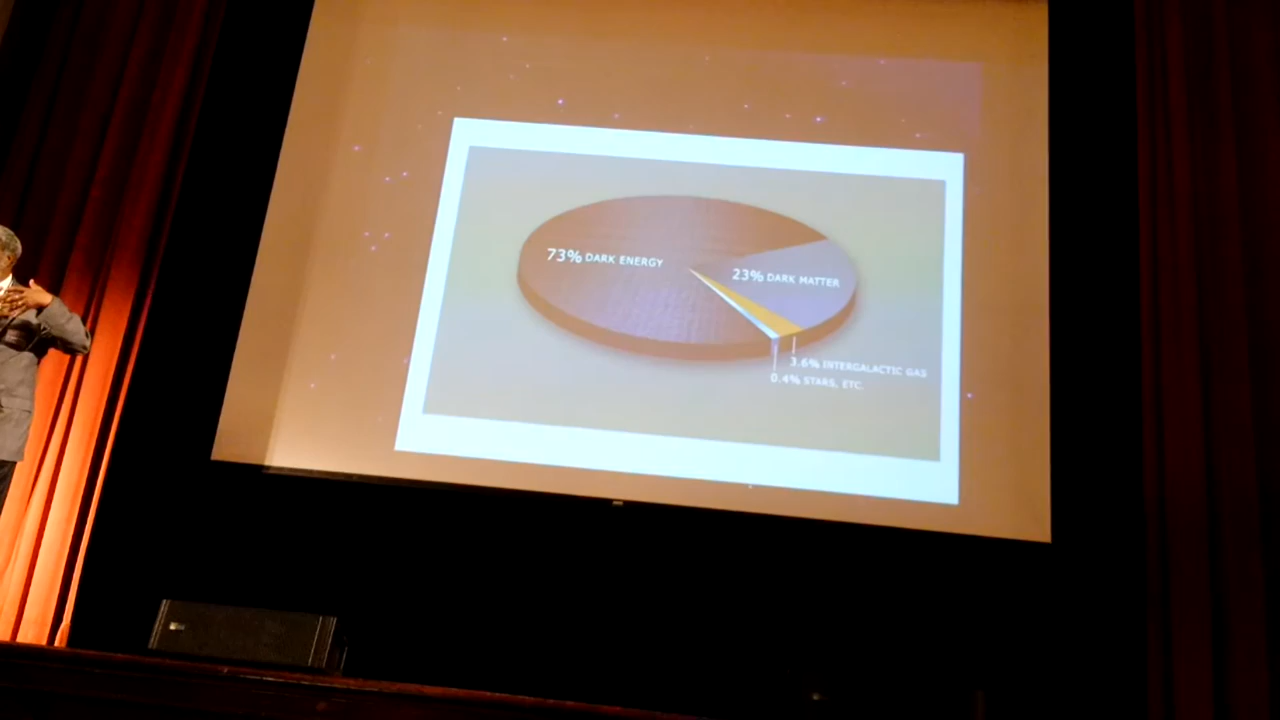 73% DARK ENERGY
23% DARK MATTER
3.6% INTERGALACTIC GAS
0.4% STARS, ETC.